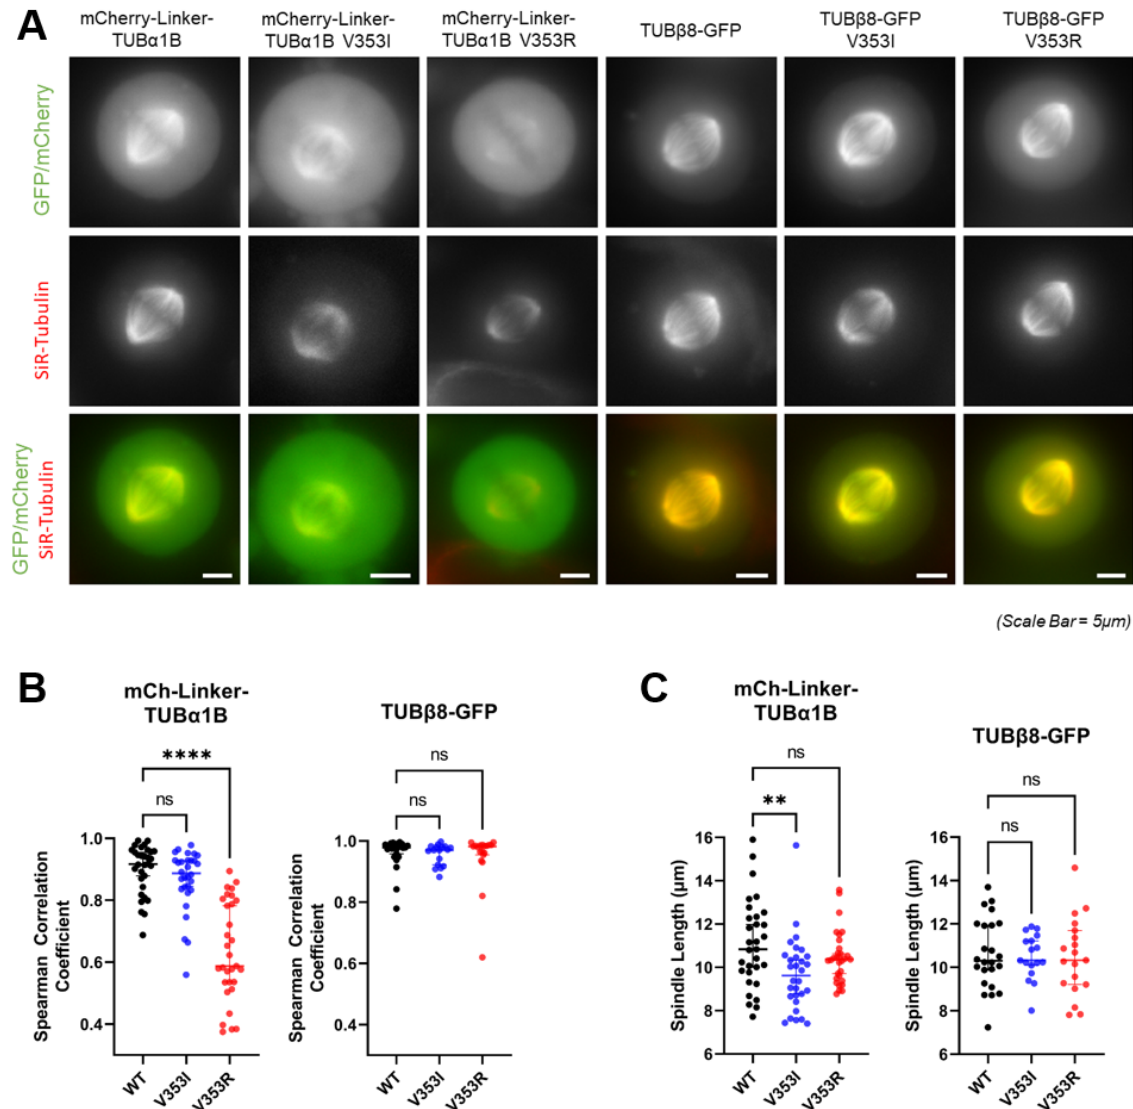 A
mCherry-Linker-
TUBα1B
mCherry-Linker-
TUBα1B V353I
mCherry-Linker-
TUBα1B V353R
TUBβ8-GFP
TUBβ8-GFP
V353I
TUBβ8-GFP
V353R
GFP/mCherry
SiR-Tubulin
GFP/mCherry
SiR-Tubulin
(Scale Bar = 5µm)
B
mCh-Linker-
TUBα1B
TUBβ8-GFP
****
ns
ns
ns
Spearman Correlation
Coefficient
1.0
0.8
0.6
0.4
WT
V353I
V353R
Spearman Correlation
Coefficient
1.0
0.8
0.6
0.4
WT
V353I
V353R
C
mCh-Linker-
TUBα1B
TUBβ8-GFP
ns
**
ns
ns
Spindle Length (µm)
16
14
12
10
8
6
WT
V353I
V353R
Spindle Length (µm)
16
14
12
10
8
6
WT
V353I
V353R